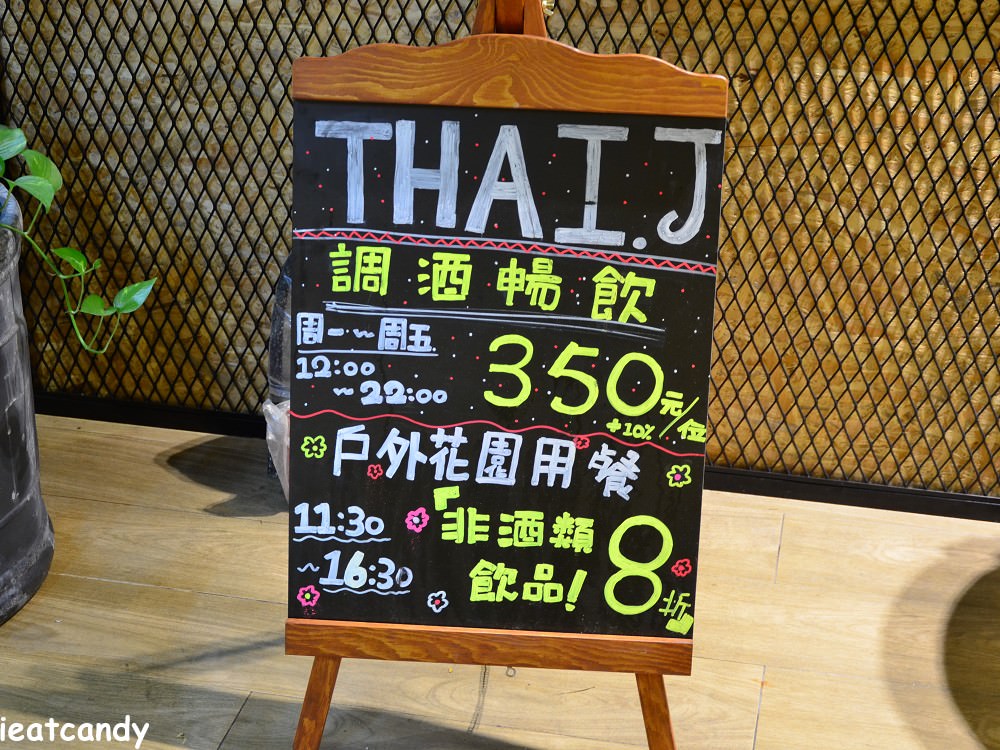 THAI.J
調酒暢飲
周一~周五
12:00
~22:00
350元/位
+10%
戶外花園用餐
11:30
~16:30
「非酒類
飲品!
8折」
ieatcandy